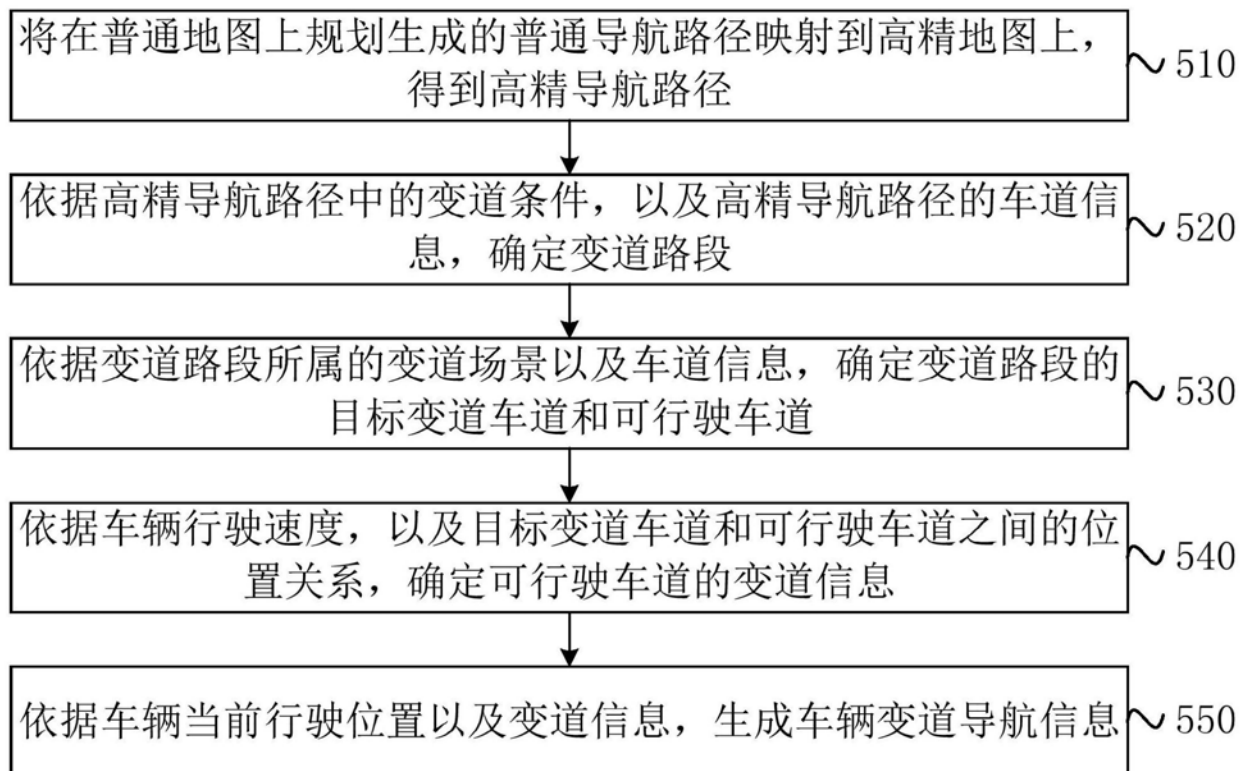 将在普通地图上规划生成的普通导航路径映射到高精地图上，
得到高精导航路径
510
依据高精导航路径中的变道条件，以及高精导航路径的车道信
息，确定变道路段
520
依据变道路段所属的变道场景以及车道信息，确定变道路段的
目标变道车道和可行驶车道
530
依据车辆行驶速度，以及目标变道车道和可行驶车道之间的位
置关系，确定可行驶车道的变道信息
540
依据车辆当前行驶位置以及变道信息，生成车辆变道导航信息
550